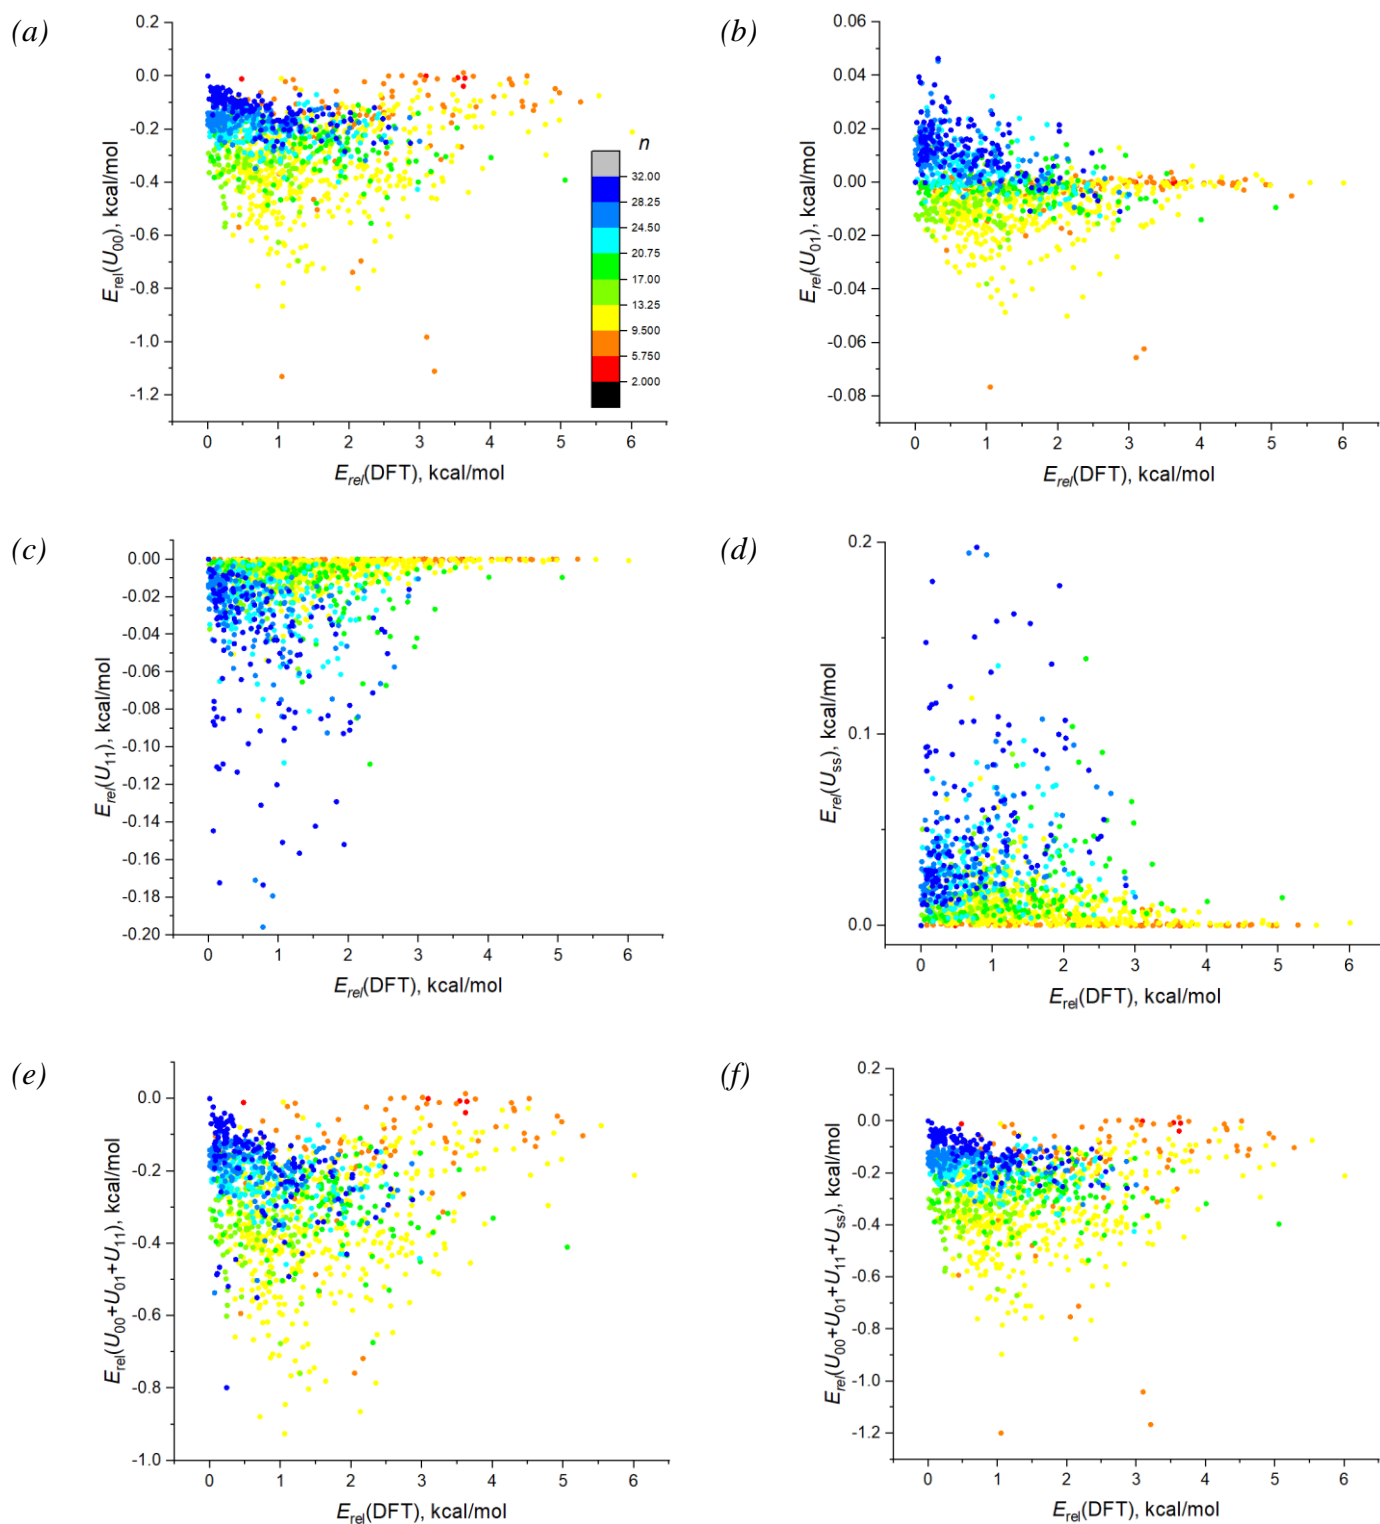 (a)
0.2
0.0
-0.2
-0.4
-0.6
-0.8
-1.0
-1.2
E_rel(U_00), kcal/mol
0 1 2 3 4 5 6
E_rel(DFT), kcal/mol
n
32.00
28.25
24.50
20.75
17.00
13.25
9.500
5.750
2.000
(b)
0.06
0.04
0.02
0.00
-0.02
-0.04
-0.06
-0.08
E_rel(U_01), kcal/mol
0 1 2 3 4 5 6
E_rel(DFT), kcal/mol
(c)
0.00
-0.02
-0.04
-0.06
-0.08
-0.10
-0.12
-0.14
-0.16
-0.18
-0.20
E_rel(U_11), kcal/mol
0 1 2 3 4 5 6
E_rel(DFT), kcal/mol
(d)
0.2
0.1
0.0
E_rel(U_ss), kcal/mol
0 1 2 3 4 5 6
E_rel(DFT), kcal/mol
(e)
0.0
-0.2
-0.4
-0.6
-0.8
-1.0
E_rel(U_00+U_01+U_11), kcal/mol
0 1 2 3 4 5 6
E_rel(DFT), kcal/mol
(f)
0.2
0.0
-0.2
-0.4
-0.6
-0.8
-1.0
-1.2
E_rel(U_00+U_01+U_11+U_ss), kcal/mol
0 1 2 3 4 5 6
E_rel(DFT), kcal/mol